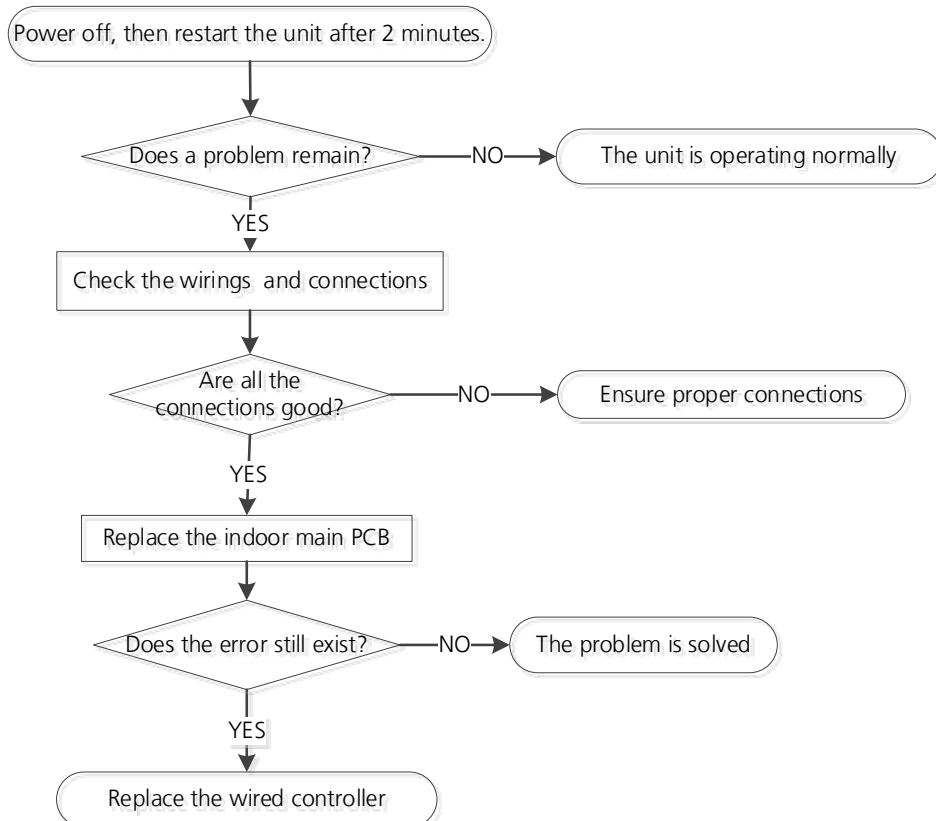 Power off, then restart the unit after 2 minutes.
Does a problem remain?
NO
The unit is operating normally
YES
Check the wirings and connections
Are all the
connections good?
NO
Ensure proper connections
YES
Replace the indoor main PCB
Does the error still exist?
NO
The problem is solved
YES
Replace the wired controller